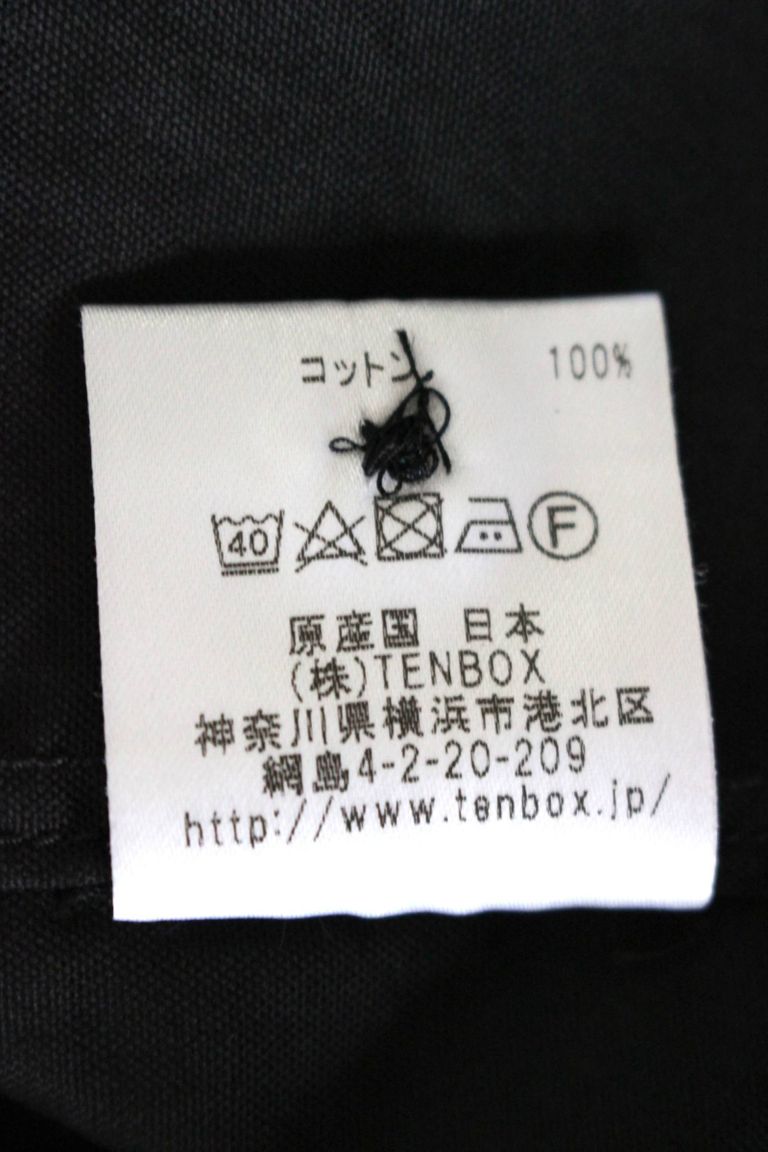 コットン 100%
40 F
原産国 日本
(株)TENBOX
神奈川県横浜市港北区
綱島4-2-20-209
http://www.tenbox.jp/